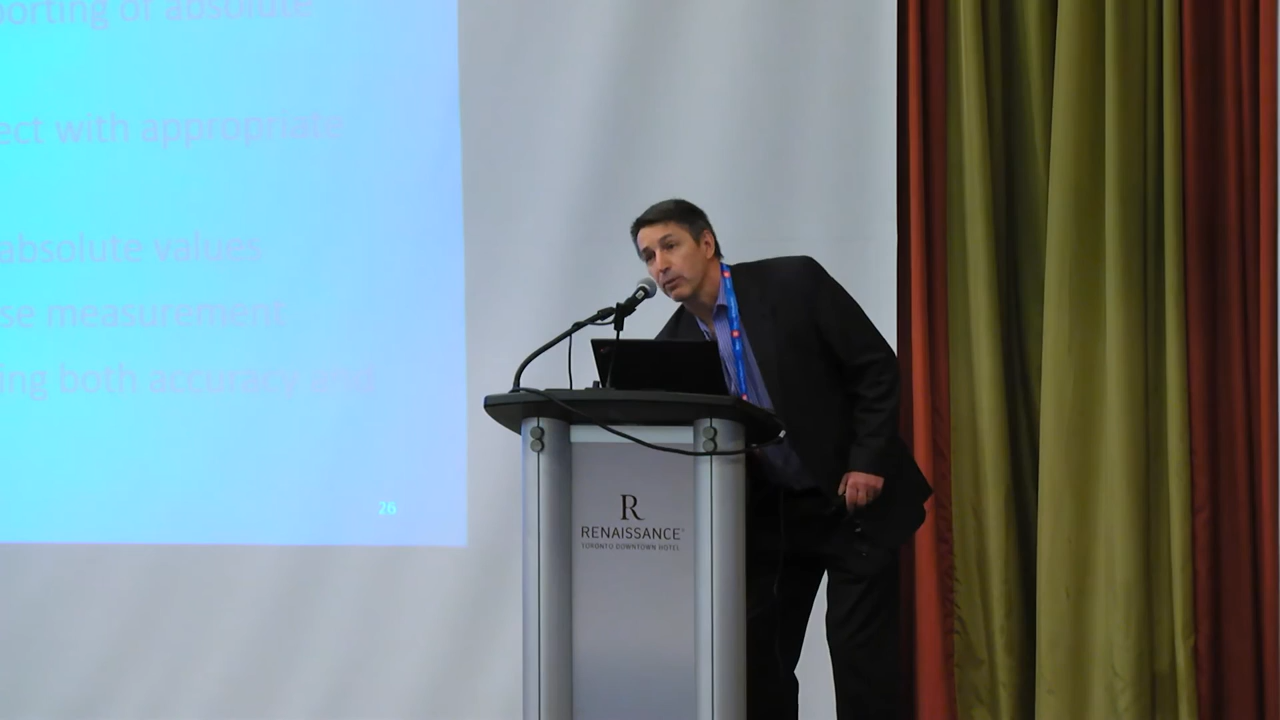 porting of absolute
ect with appropriate
absolute values
se measurement
ing both accuracy and
26
R
RENAISSANCE
TORONTO DOWNTOWN HOTEL